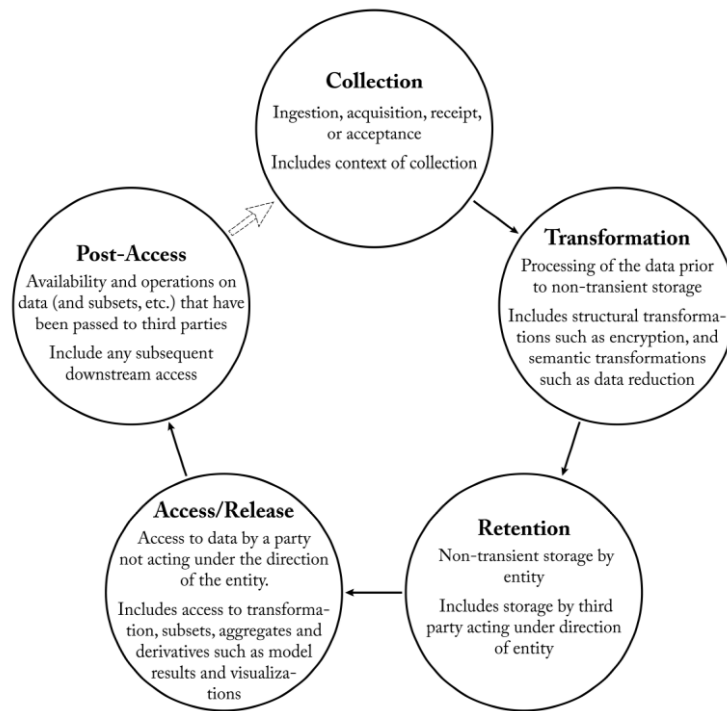 Collection
Ingestion, acquisition, receipt,
or acceptance
Includes context of collection
Transformation
Processing of the data prior
to non-transient storage
Includes structural transforma-
tions such as encryption, and
semantic transformations
such as data reduction
Retention
Non-transient storage by
entity
Includes storage by third
party acting under direction
of entity
Access/Release
Access to data by a party
not acting under the direction
of the entity.
Includes access to transforma-
tion, subsets, aggregates and
derivatives such as model
results and visualiza-
tions
Post-Access
Availability and operations on
data (and subsets, etc.) that have
been passed to third parties
Include any subsequent
downstream access